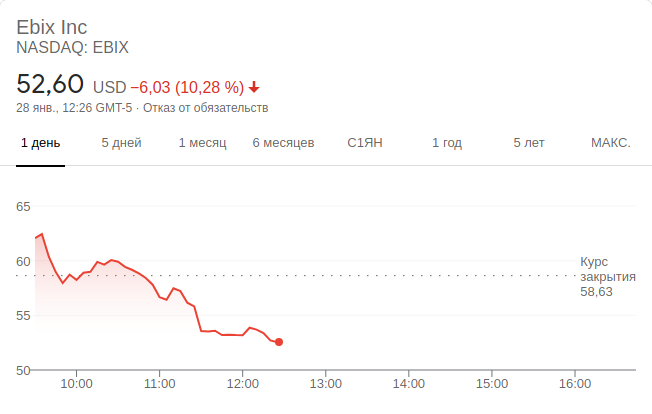 Ebix Inc
NASDAQ: EBIX
52,60 USD −6,03 (10,28 %)
28 янв., 12:26 GMT-5 · Отказ от обязательств
1 день 5 дней 1 месяц 6 месяцев С1ЯН 1 год 5 лет МАКС.
65
60
55
50
Курс
закрытия
58,63
10:00 11:00 12:00 13:00 14:00 15:00 16:00